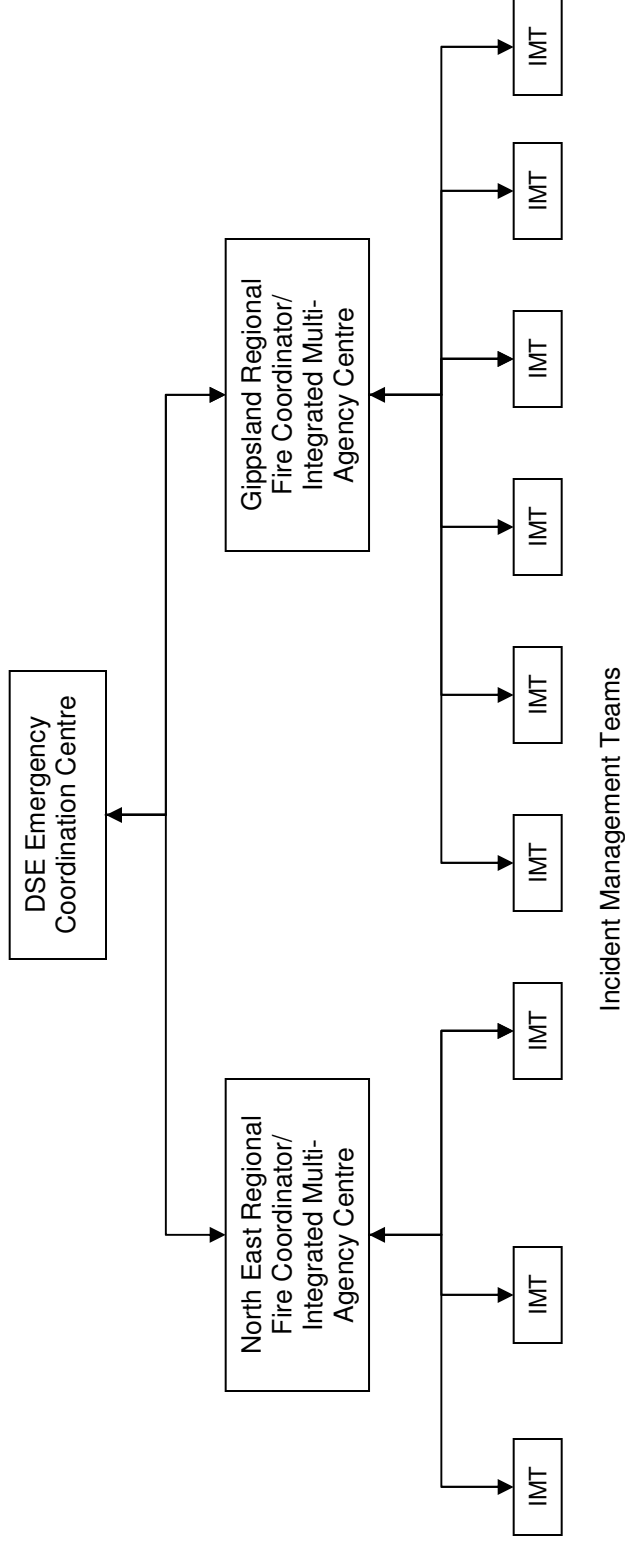 DSE Emergency
Coordination Centre
North East Regional
Fire Coordinator/
Integrated Multi-
Agency Centre
Gippsland Regional
Fire Coordinator/
Integrated Multi-
Agency Centre
IMT
IMT
IMT
IMT
IMT
IMT
IMT
IMT
IMT
Incident Management Teams